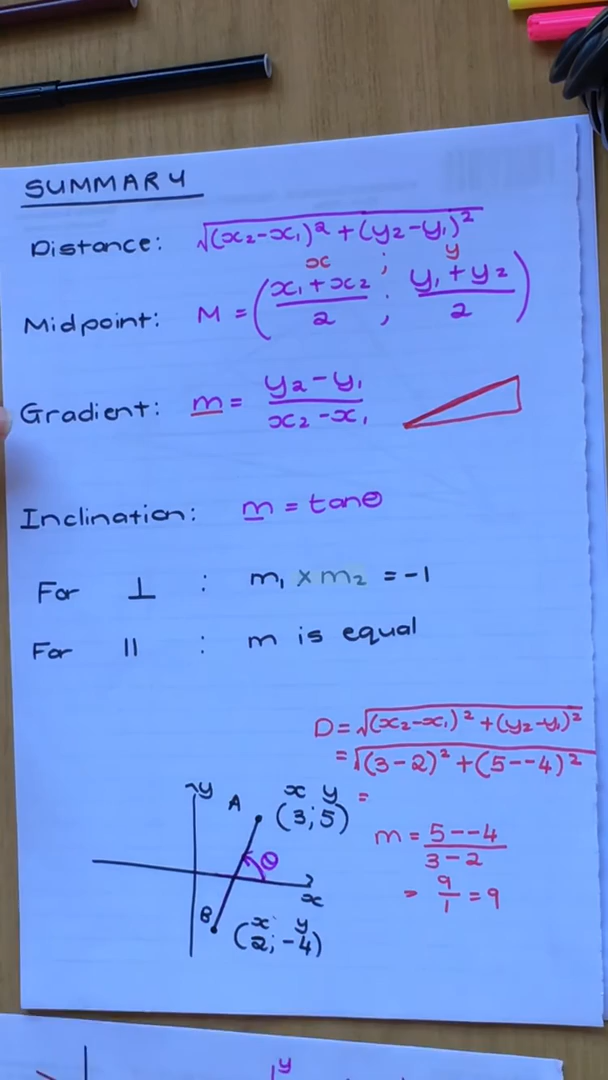 SUMMARY
Distance: √(x₂-x₁)² + (y₂-y₁)²
x ; y
Midpoint: M = (x₁ + x₂ / 2 ; y₁ + y₂ / 2)
Gradient: m = y₂ - y₁ / x₂ - x₁
Inclination: m = tanθ
For ⊥ : m₁ × m₂ = -1
For || : m is equal
D = √(x₂-x₁)² + (y₂-y₁)²
= √(3-2)² + (5--4)²
=
m = 5--4 / 3-2
= 9/1 = 9
y
A
x y
(3;5)
θ
x
B
x y
(2;-4)
y